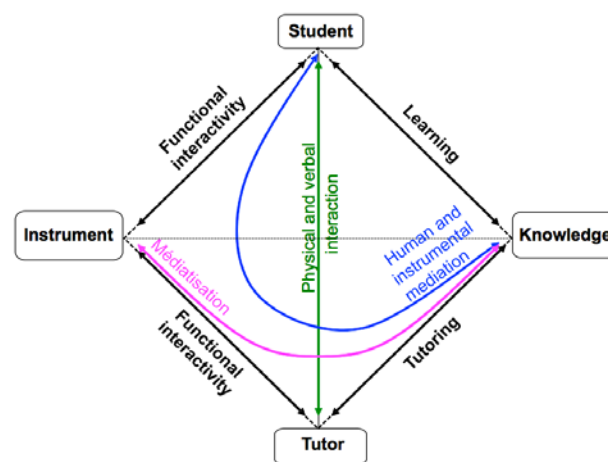 Student
Functional
interactivity
Learning
Physical and verbal
interaction
Instrument
Knowledge
Médiatisation
Human and
instrumental
mediation
Functional
interactivity
Tutoring
Tutor